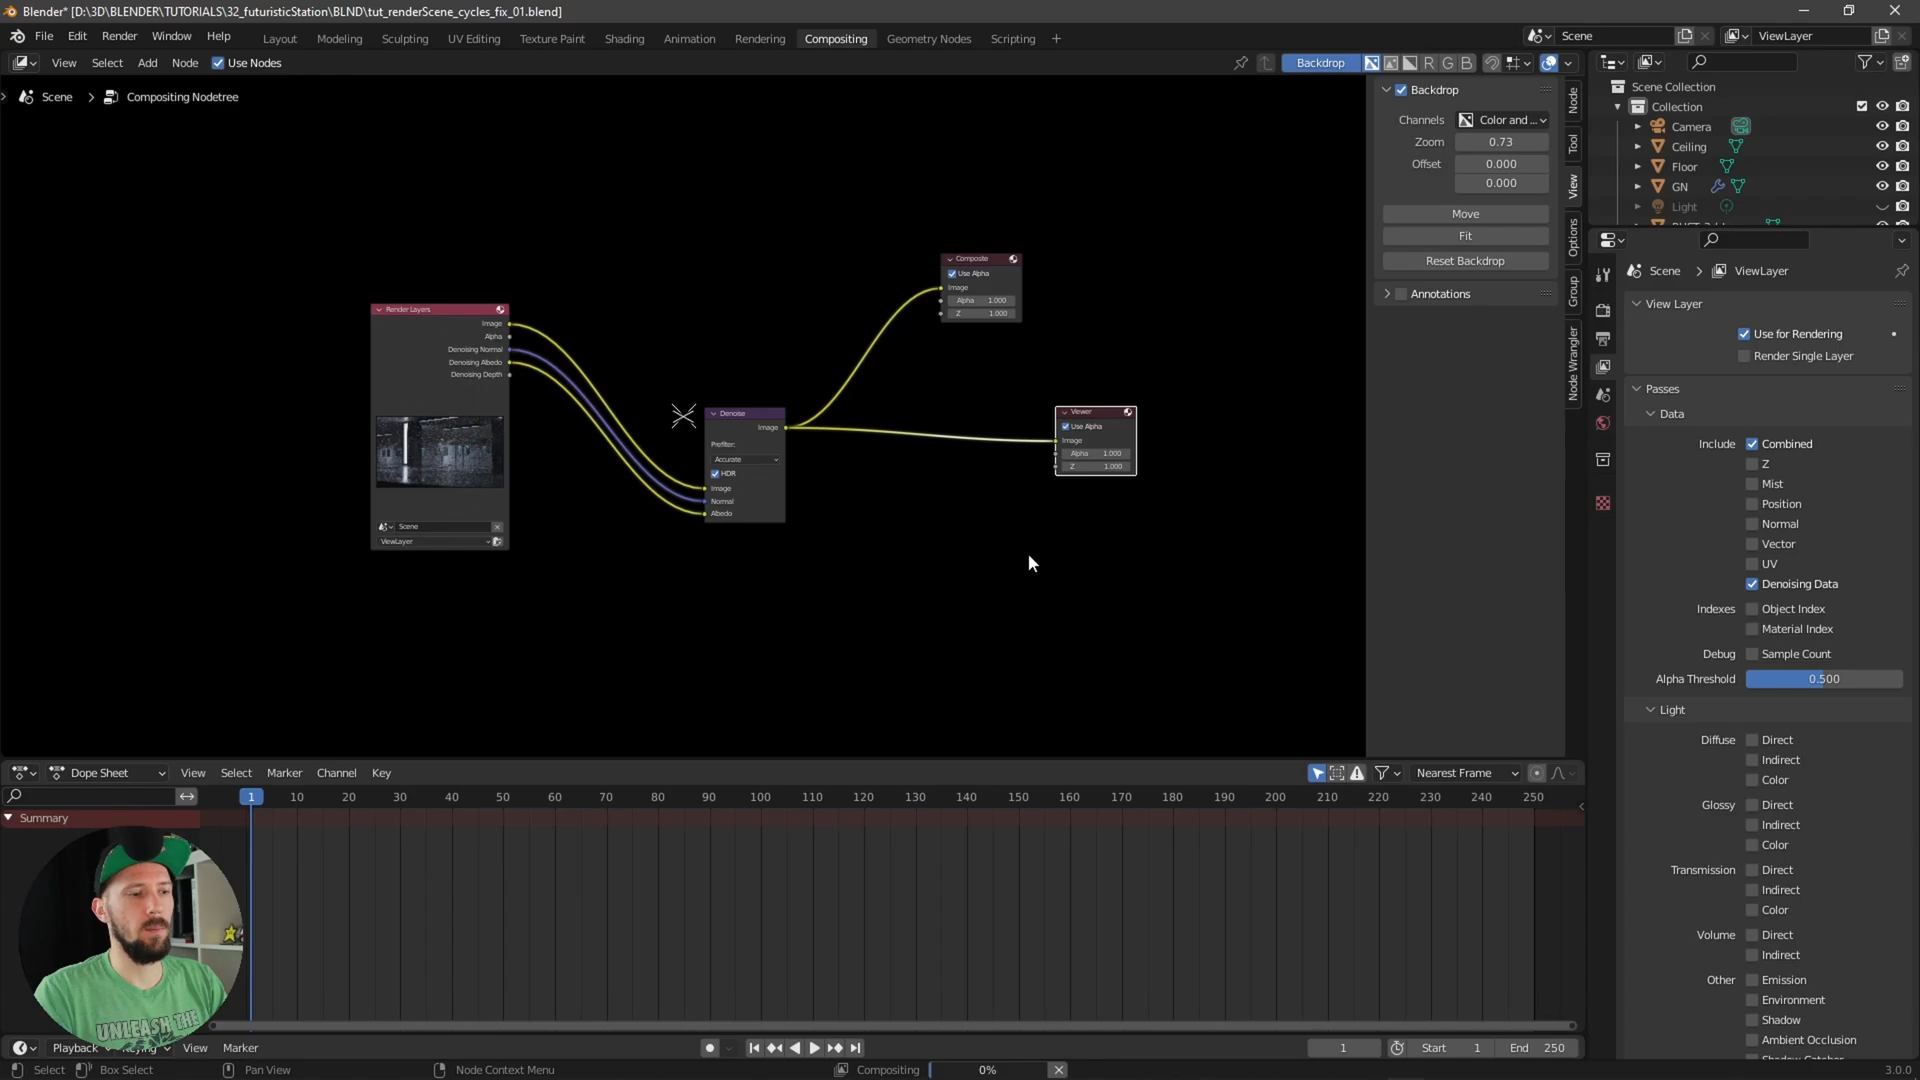 Blender* [D:\3D\BLENDER\TUTORIALS\32_futuristicStation\BLND\tut_renderScene_cycles_fix_01.blend]
File Edit Render Window Help
Layout Modeling Sculpting UV Editing Texture Paint Shading Animation Rendering Compositing Geometry Nodes Scripting +
Scene
ViewLayer
View Select Add Node Use Nodes
Backdrop
R G B
Scene > Compositing Nodetree
Backdrop
Channels Color and ...
Zoom 0.73
Offset 0.000
0.000
Move
Fit
Reset Backdrop
Annotations
Node
Tool
View
Options
Group
Node Wrangler
Render Layers
Image
Alpha
Denoising Normal
Denoising Albedo
Denoising Depth
Scene
ViewLayer
Denoise
Image
Prefilter:
Accurate
HDR
Image
Normal
Albedo
Composite
Use Alpha
Image
Alpha 1.000
Z 1.000
Viewer
Use Alpha
Image
Alpha 1.000
Z 1.000
Scene Collection
Collection
Camera
Ceiling
Floor
GN
Light
Scene > ViewLayer
View Layer
Use for Rendering
Render Single Layer
Passes
Data
Include Combined
Z
Mist
Position
Normal
Vector
UV
Denoising Data
Indexes Object Index
Material Index
Debug Sample Count
Alpha Threshold 0.500
Light
Diffuse Direct
Indirect
Color
Glossy Direct
Indirect
Color
Transmission Direct
Indirect
Color
Volume Direct
Indirect
Other Emission
Environment
Shadow
Ambient Occlusion
Shadow Catcher
Dope Sheet View Select Marker Channel Key
Nearest Frame
1 10 20 30 40 50 60 70 80 90 100 110 120 130 140 150 160 170 180 190 200 210 220 230 240 250
Summary
UNLEASH THE
Playback Keying View Marker
1 Start 1 End 250
Select Box Select Pan View Node Context Menu Compositing 0% 3.0.0